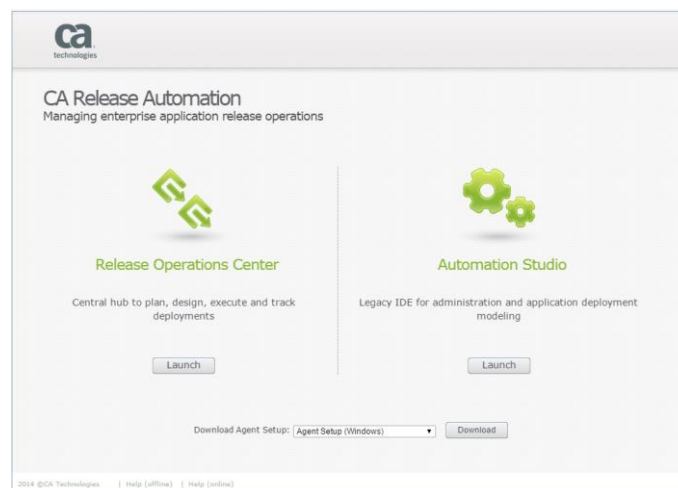 ca
technologies
CA Release Automation
Managing enterprise application release operations
Release Operations Center
Central hub to plan, design, execute and track
deployments
Launch
Automation Studio
Legacy IDE for administration and application deployment
modeling
Launch
Download Agent Setup: Agent Setup (Windows) Download
2014 @CA Technologies | Help (offline) | Help (online)